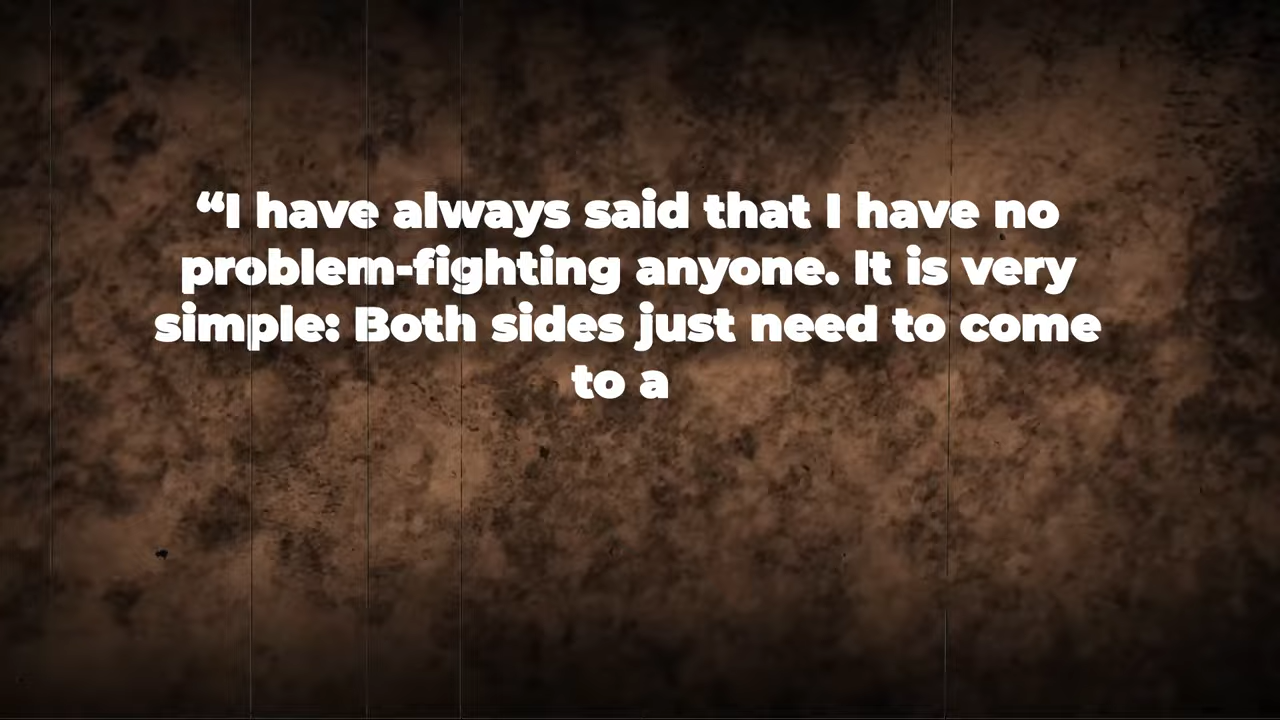 “I have always said that I have no
problem-fighting anyone. It is very
simple: Both sides just need to come
to a